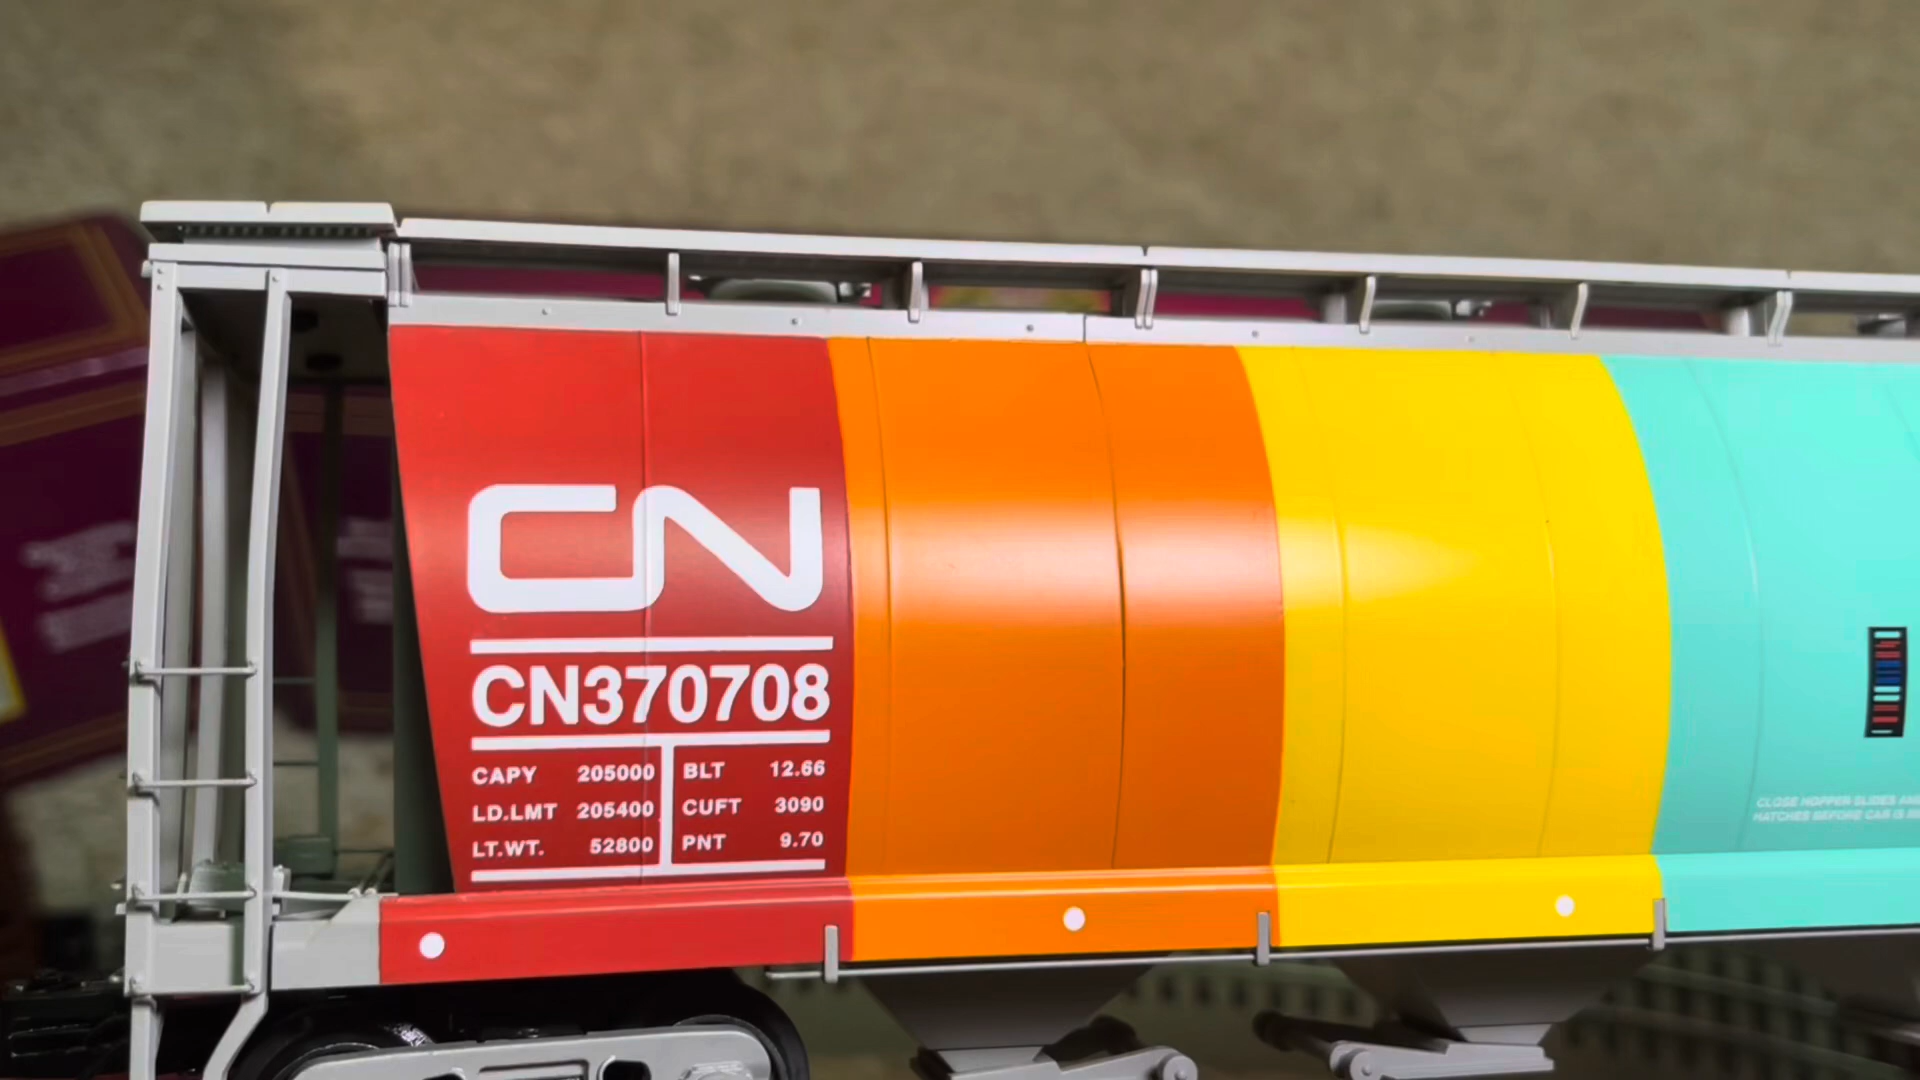 CN
CN370708
CAPY 205000 BLT 12.66
LD.LMT 205400 CUFT 3090
LT.WT. 52800 PNT 9.70
CLOSE HOPPER SLIDES AND
HATCHES BEFORE CAR IS